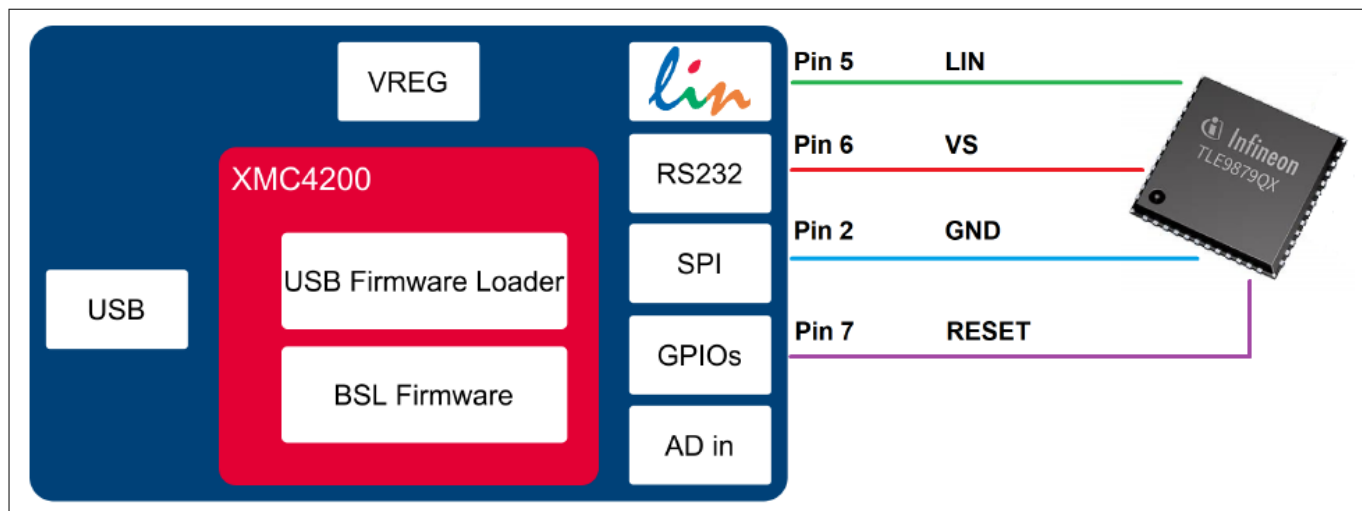 VREG
lin
Pin 5 LIN
RS232
Pin 6 VS
XMC4200
SPI
Pin 2 GND
USB Firmware Loader
USB
GPIOs
Pin 7 RESET
BSL Firmware
AD in
Infineon
TLE9879QX